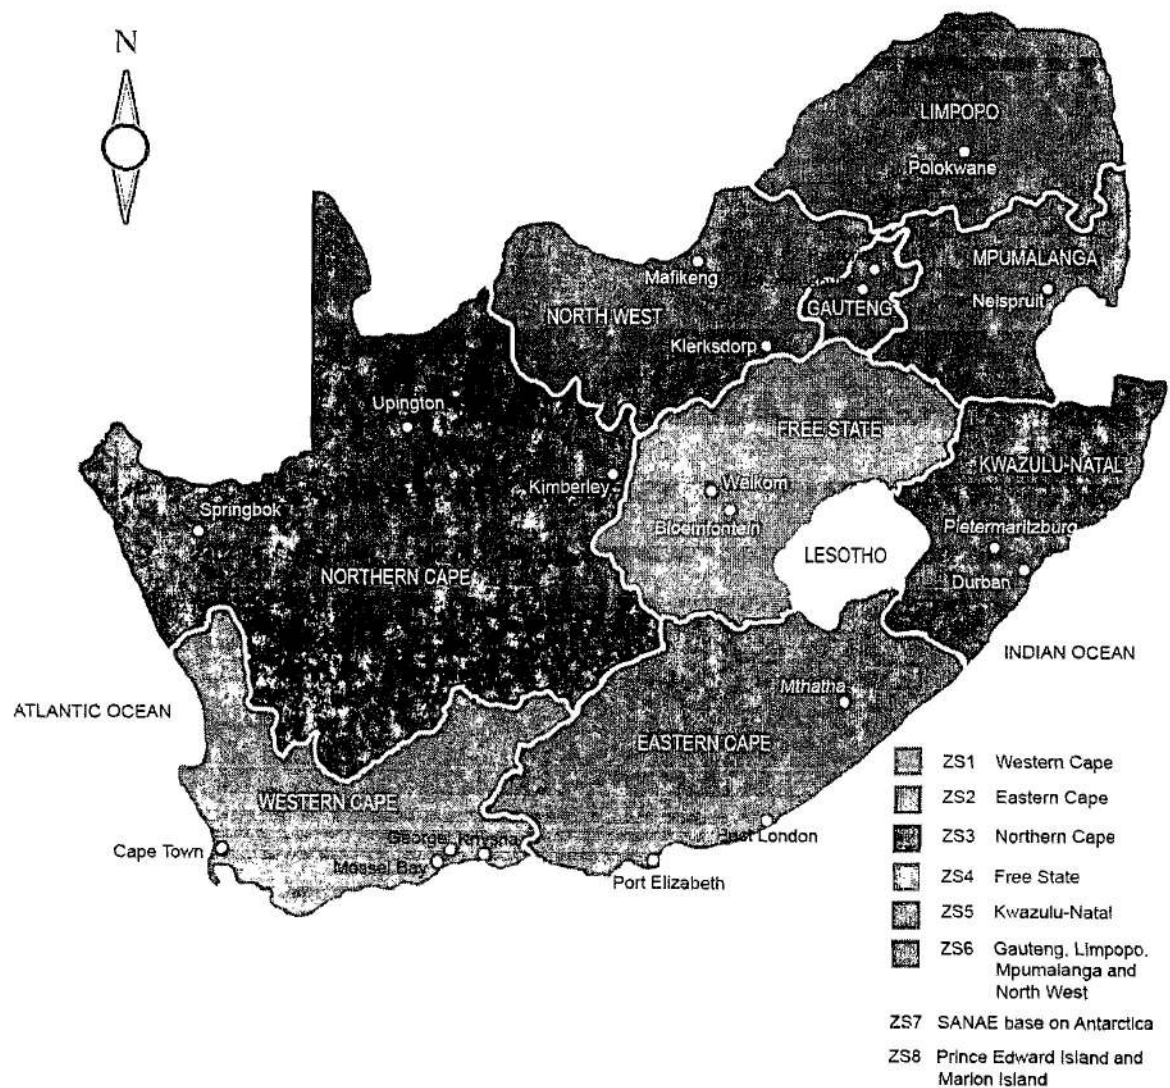 N
LIMPOPO
Polokwane
MPUMALANGA
Mafikeng
GAUTENG
Nelspruit
NORTH WEST
Klerksdorp
Upington
FREE STATE
KWAZULU-NATAL
Kimberley
Welkom
Springbok
Bloemfontein
Pietermaritzburg
LESOTHO
NORTHERN CAPE
Durban
INDIAN OCEAN
Mthatha
ATLANTIC OCEAN
EASTERN CAPE
WESTERN CAPE
East London
George Knysna
Cape Town
Mossel Bay
Port Elizabeth
ZS1 Western Cape
ZS2 Eastern Cape
ZS3 Northern Cape
ZS4 Free State
ZS5 Kwazulu-Natal
ZS6 Gauteng, Limpopo,
Mpumalanga and
North West
ZS7 SANAE base on Antarctica
ZS8 Prince Edward Island and
Marion Island